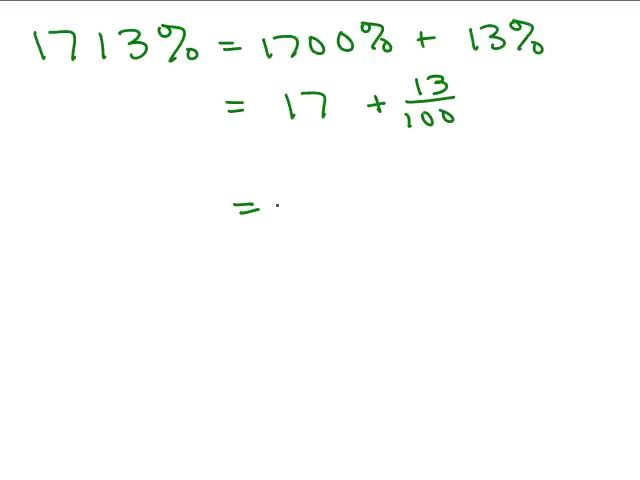 1713% = 1700% + 13%
= 17 + 13/100
=